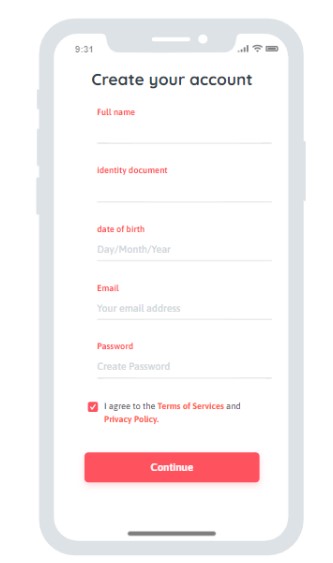 9:31
Create your account
Full name
identity document
date of birth
Day/Month/Year
Email
Your email address
Password
Create Password
I agree to the Terms of Services and
Privacy Policy.
Continue